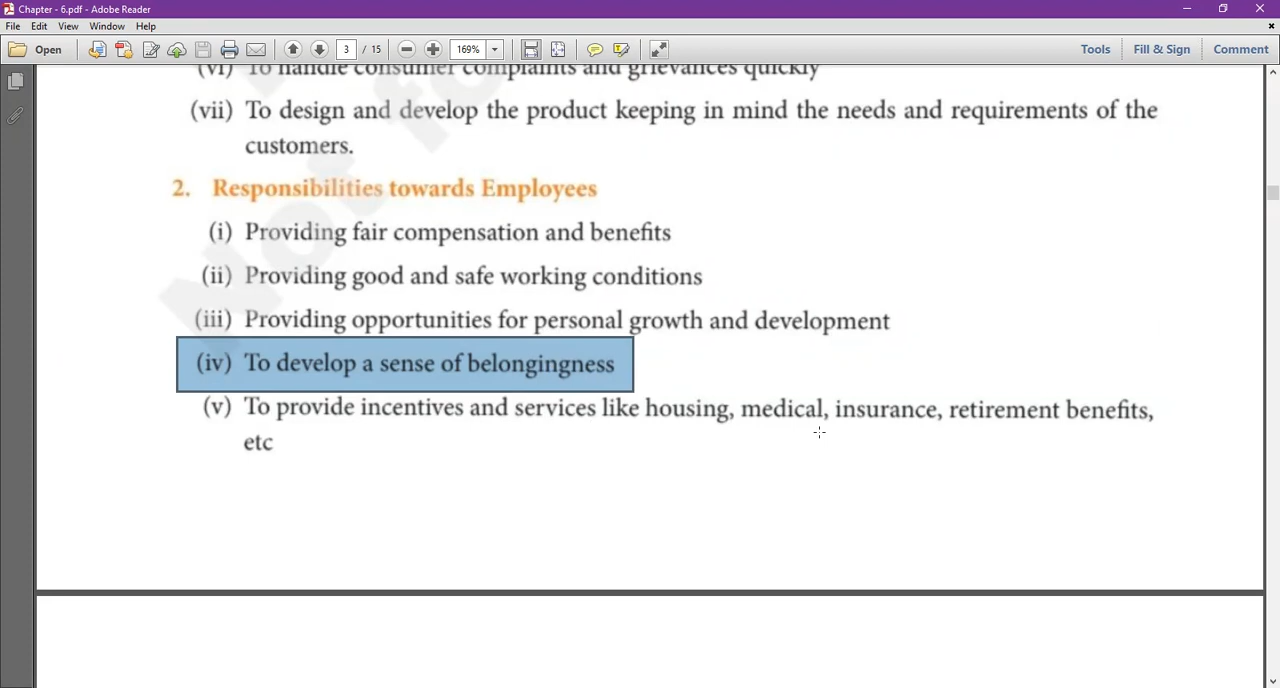 Chapter - 6.pdf - Adobe Reader
File Edit View Window Help
Open 3 / 15 169% Tools Fill & Sign Comment
(vi) To handle consumer complaints and grievances quickly
(vii) To design and develop the product keeping in mind the needs and requirements of the
customers.
2. Responsibilities towards Employees
(i) Providing fair compensation and benefits
(ii) Providing good and safe working conditions
(iii) Providing opportunities for personal growth and development
(iv) To develop a sense of belongingness
(v) To provide incentives and services like housing, medical, insurance, retirement benefits,
etc
Not f